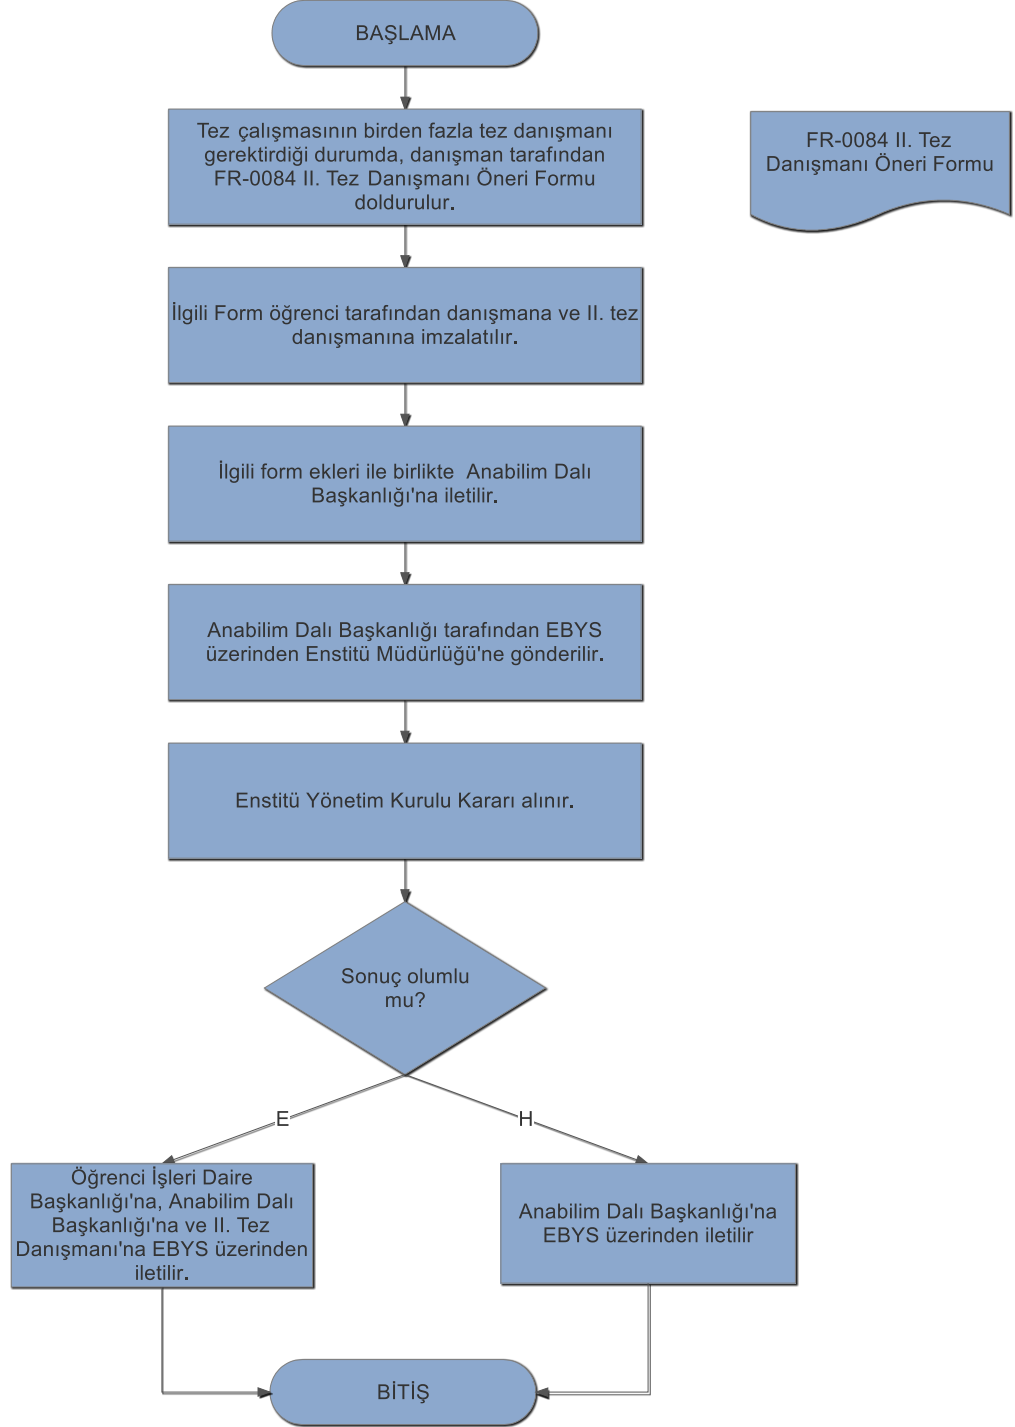 BAŞLAMA
Tez çalışmasının birden fazla tez danışmanı
gerektirdiği durumda, danışman tarafından
FR-0084 II. Tez Danışmanı Öneri Formu
doldurulur.
FR-0084 II. Tez
Danışmanı Öneri Formu
İlgili Form öğrenci tarafından danışmana ve II. tez
danışmanına imzalatılır.
İlgili form ekleri ile birlikte Anabilim Dalı
Başkanlığı'na iletilir.
Anabilim Dalı Başkanlığı tarafından EBYS
üzerinden Enstitü Müdürlüğü'ne gönderilir.
Enstitü Yönetim Kurulu Kararı alınır.
Sonuç olumlu
mu?
E
H
Öğrenci İşleri Daire
Başkanlığı'na, Anabilim Dalı
Başkanlığı'na ve II. Tez
Danışmanı'na EBYS üzerinden
iletilir.
Anabilim Dalı Başkanlığı'na
EBYS üzerinden iletilir
BİTİŞ